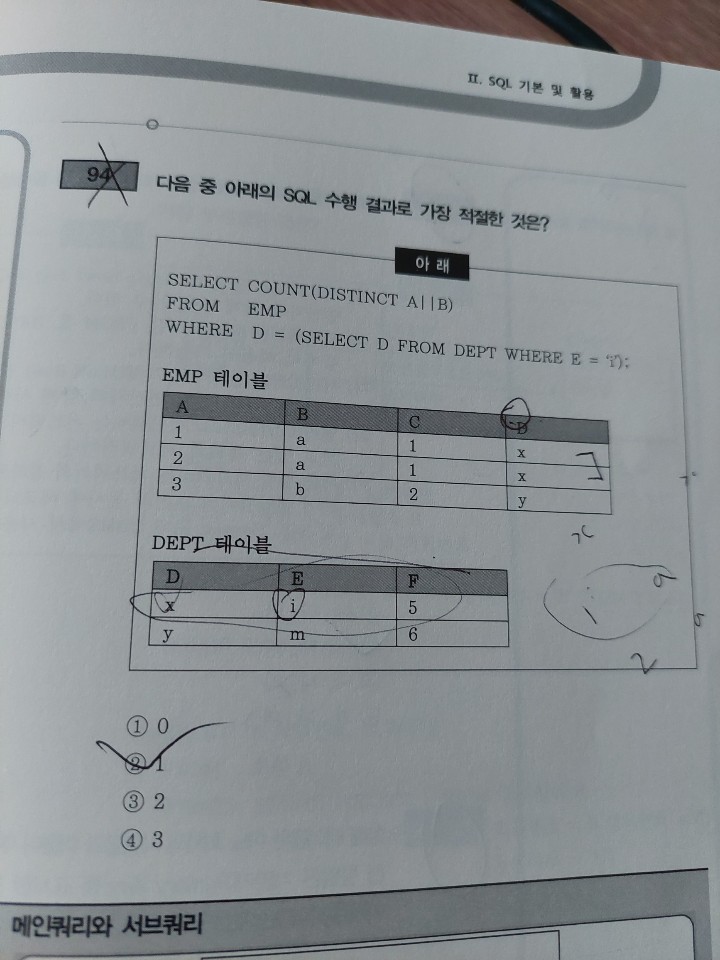 II. SQL 기본 및 활용
94 다음 중 아래의 SQL 수행 결과로 가장 적절한 것은?
아 래
SELECT COUNT(DISTINCT A||B)
FROM EMP
WHERE D = (SELECT D FROM DEPT WHERE E = 'i');
EMP 테이블
A B C D
1 a 1 x
2 a 1 x
3 b 2 y
DEPT 테이블
D E F
x i 5
y m 6
① 0
② 1
③ 2
④ 3
메인쿼리와 서브쿼리